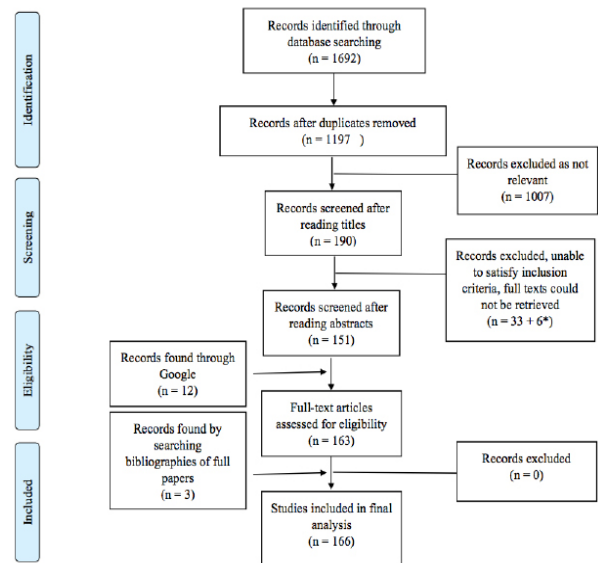 Identification
Records identified through
database searching
(n = 1692)
Records after duplicates removed
(n = 1197   )
Records excluded as not
relevant
(n = 1007)
Screening
Records screened after
reading titles
(n = 190)
Records excluded, unable
to satisfy inclusion
criteria, full texts could
not be retrieved
(n = 33 + 6*)
Records screened after
reading abstracts
(n = 151)
Eligibility
Records found through
Google
(n = 12)
Full-text articles
assessed for eligibility
(n = 163)
Included
Records found by
searching
bibliographies of full
papers
(n = 3)
Records excluded
(n = 0)
Studies included in final
analysis
(n = 166)